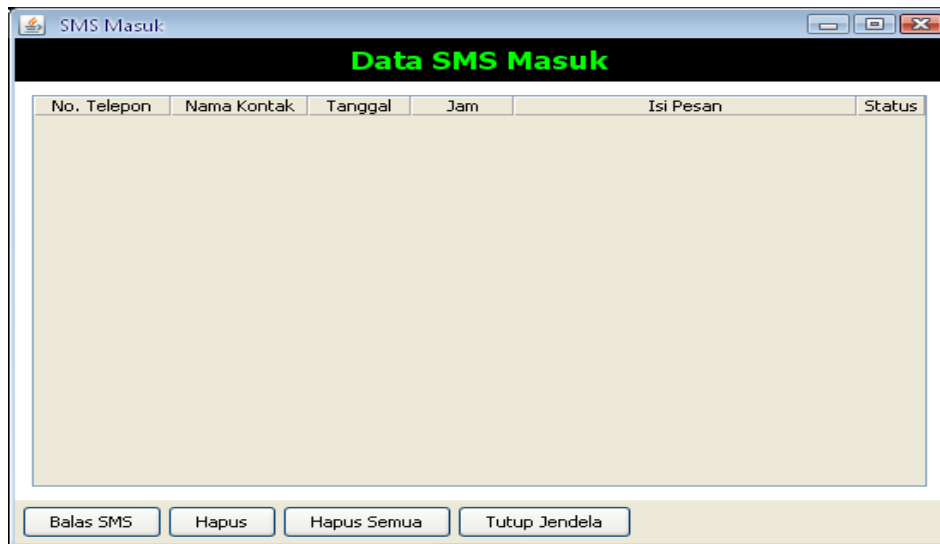 SMS Masuk
Data SMS Masuk
No. Telepon Nama Kontak Tanggal Jam Isi Pesan Status
Balas SMS Hapus Hapus Semua Tutup Jendela